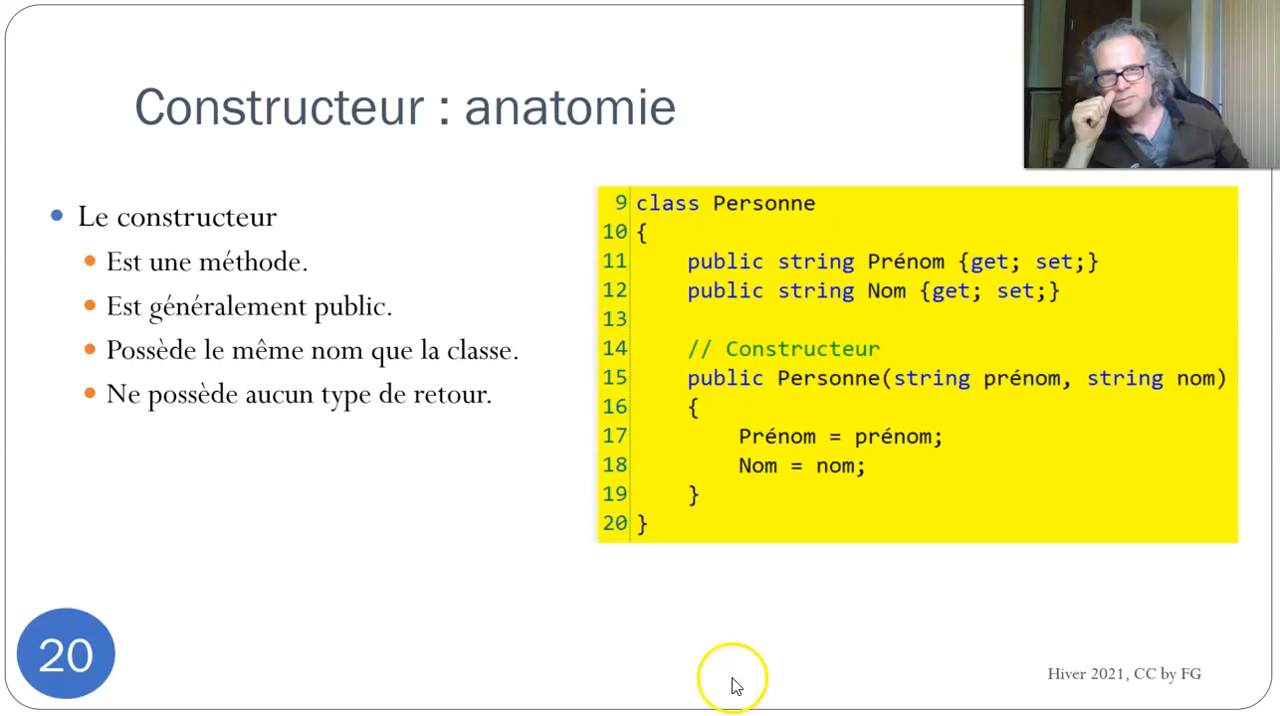 Constructeur : anatomie
Le constructeur
Est une méthode.
Est généralement public.
Possède le même nom que la classe.
Ne possède aucun type de retour.
9 class Personne
10 {
11 public string Prénom {get; set;}
12 public string Nom {get; set;}
13
14 // Constructeur
15 public Personne(string prénom, string nom)
16 {
17 Prénom = prénom;
18 Nom = nom;
19 }
20 }
20
Hiver 2021, CC by FG